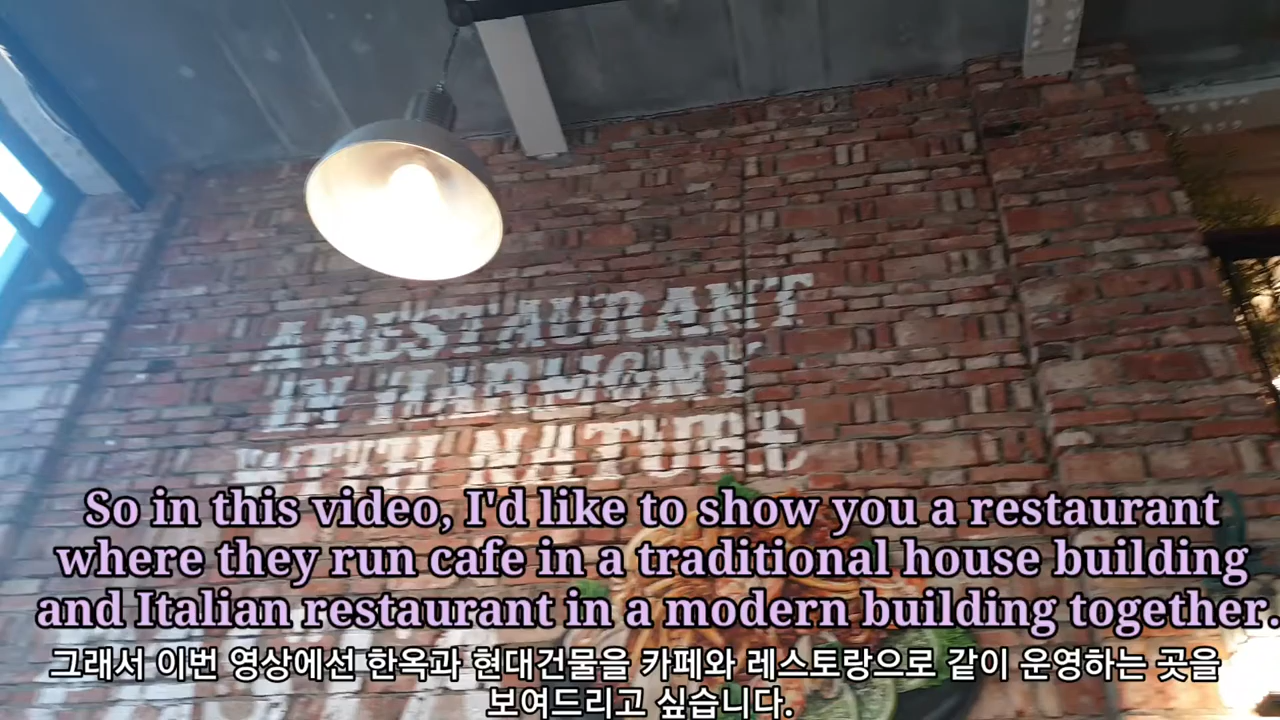 A RESTAURANT
IN HARMONY
WITH NATURE
So in this video, I'd like to show you a restaurant
where they run cafe in a traditional house building
and Italian restaurant in a modern building together.
그래서 이번 영상에선 한옥과 현대건물을 카페와 레스토랑으로 같이 운영하는 곳을
보여드리고 싶습니다.